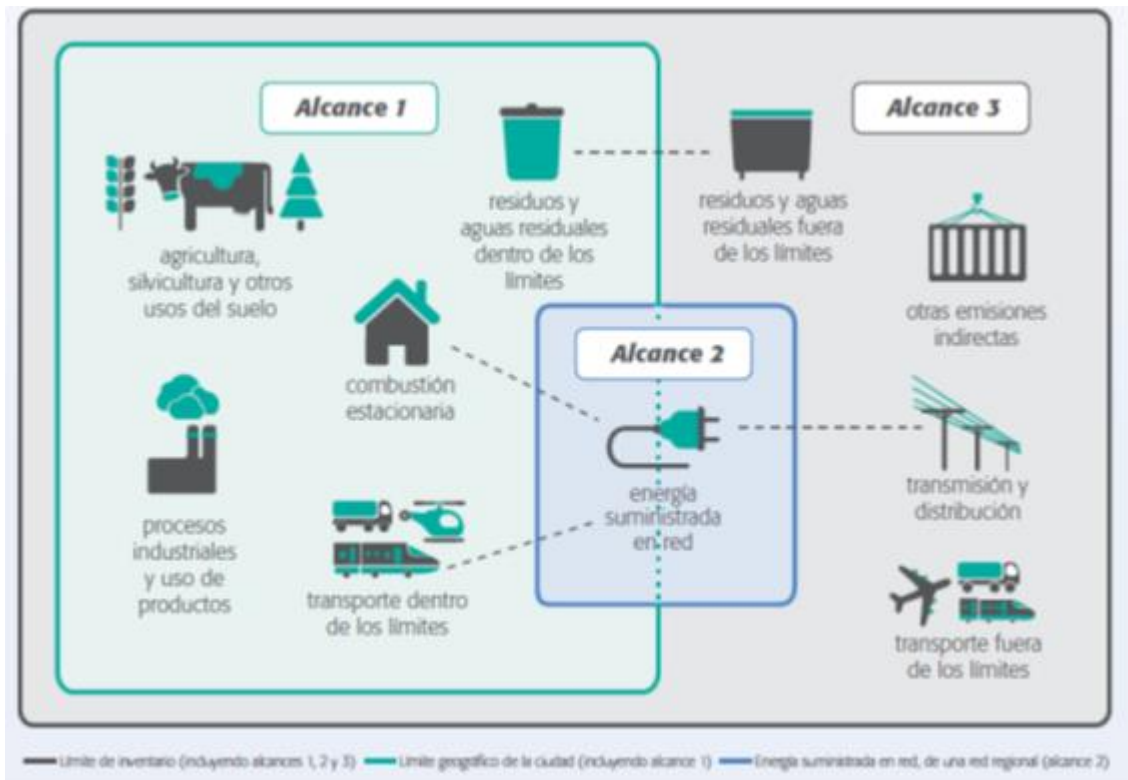 Alcance 1
Alcance 3
residuos y
aguas residuales
dentro de los
límites
residuos y aguas
residuales fuera
de los límites
agricultura,
silvicultura y otros
usos del suelo
otras emisiones
indirectas
Alcance 2
combustión
estacionaria
energía
suministrada
en red
transmisión y
distribución
procesos
industriales
y uso de
productos
transporte dentro
de los límites
transporte fuera
de los límites
Límite de inventario (incluyendo alcances 1, 2 y 3) Límite geográfico de la ciudad (incluyendo alcance 1) Energía suministrada en red, de una red regional (alcance 2)